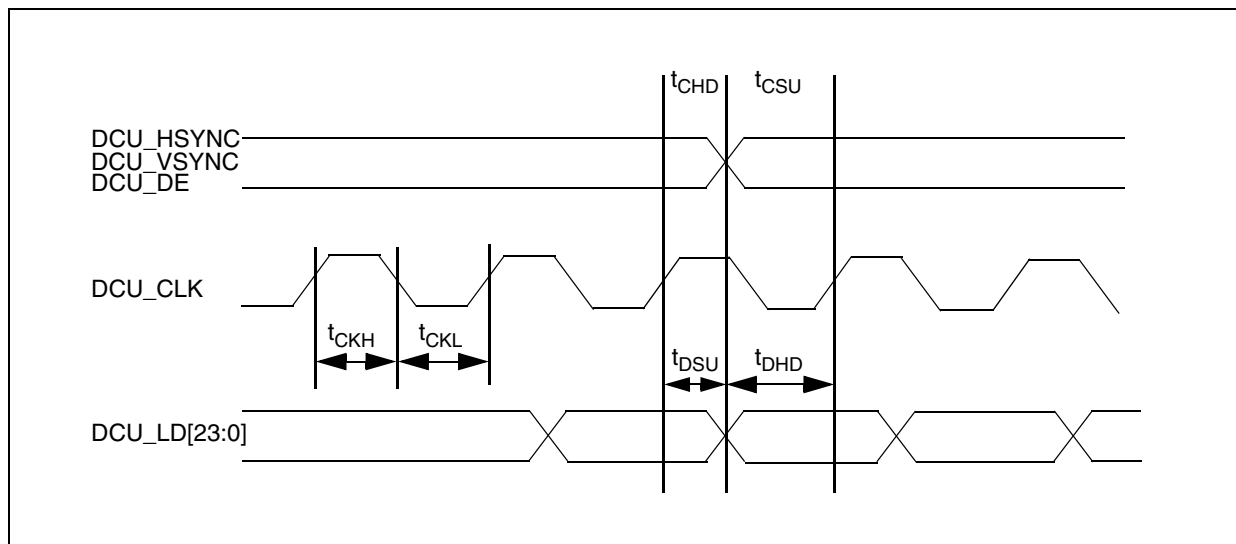 tCHD tCSU
DCU_HSYNC
DCU_VSYNC
DCU_DE
DCU_CLK
tCKH tCKL
tDSU tDHD
DCU_LD[23:0]